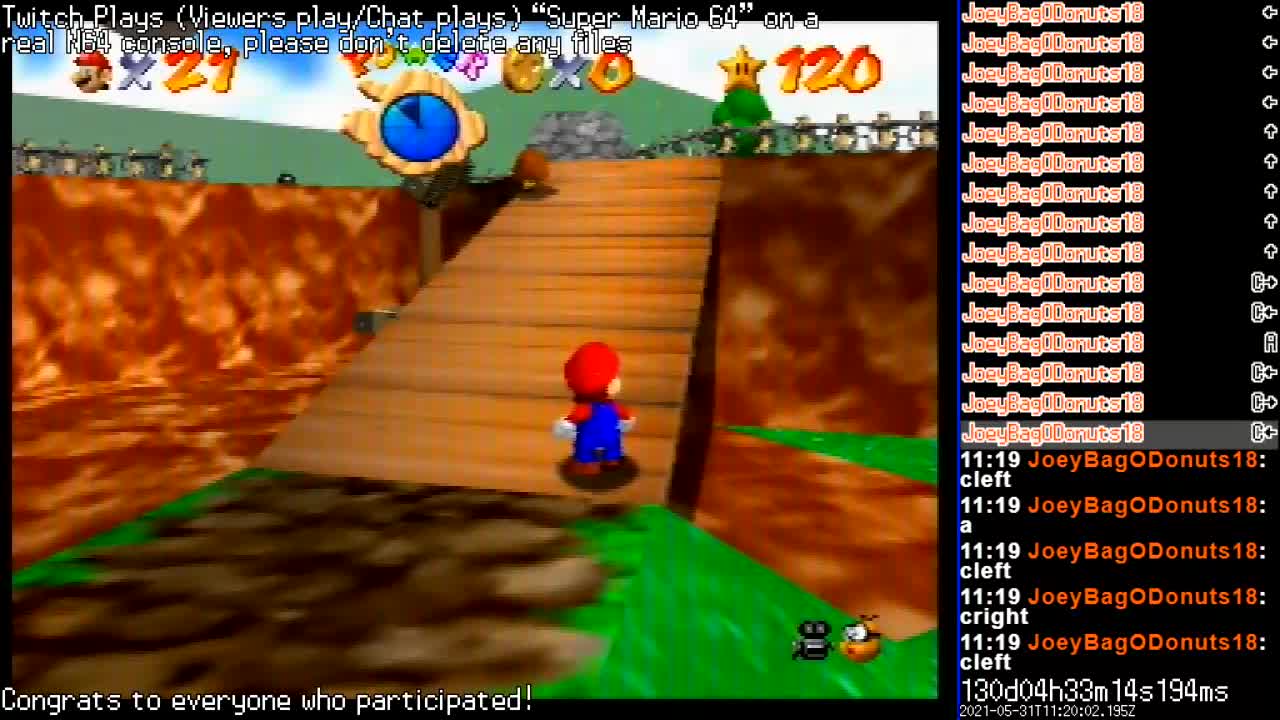 Twitch Plays (Viewers play/Chat plays) “Super Mario 64” on a
real N64 console, please don't delete any files
x 21 POWER x 0 120
JoeyBagODonuts18 ←
JoeyBagODonuts18 ←
JoeyBagODonuts18 ←
JoeyBagODonuts18 ←
JoeyBagODonuts18 ↑
JoeyBagODonuts18 ↑
JoeyBagODonuts18 ↑
JoeyBagODonuts18 ↑
JoeyBagODonuts18 ↑
JoeyBagODonuts18 C→
JoeyBagODonuts18 C←
JoeyBagODonuts18 A
JoeyBagODonuts18 C←
JoeyBagODonuts18 C→
JoeyBagODonuts18 C←
11:19 JoeyBagODonuts18:
cleft
11:19 JoeyBagODonuts18:
a
11:19 JoeyBagODonuts18:
cleft
11:19 JoeyBagODonuts18:
cright
11:19 JoeyBagODonuts18:
cleft
130d04h33m14s194ms
2021-05-31T11:20:02.195Z
Congrats to everyone who participated!